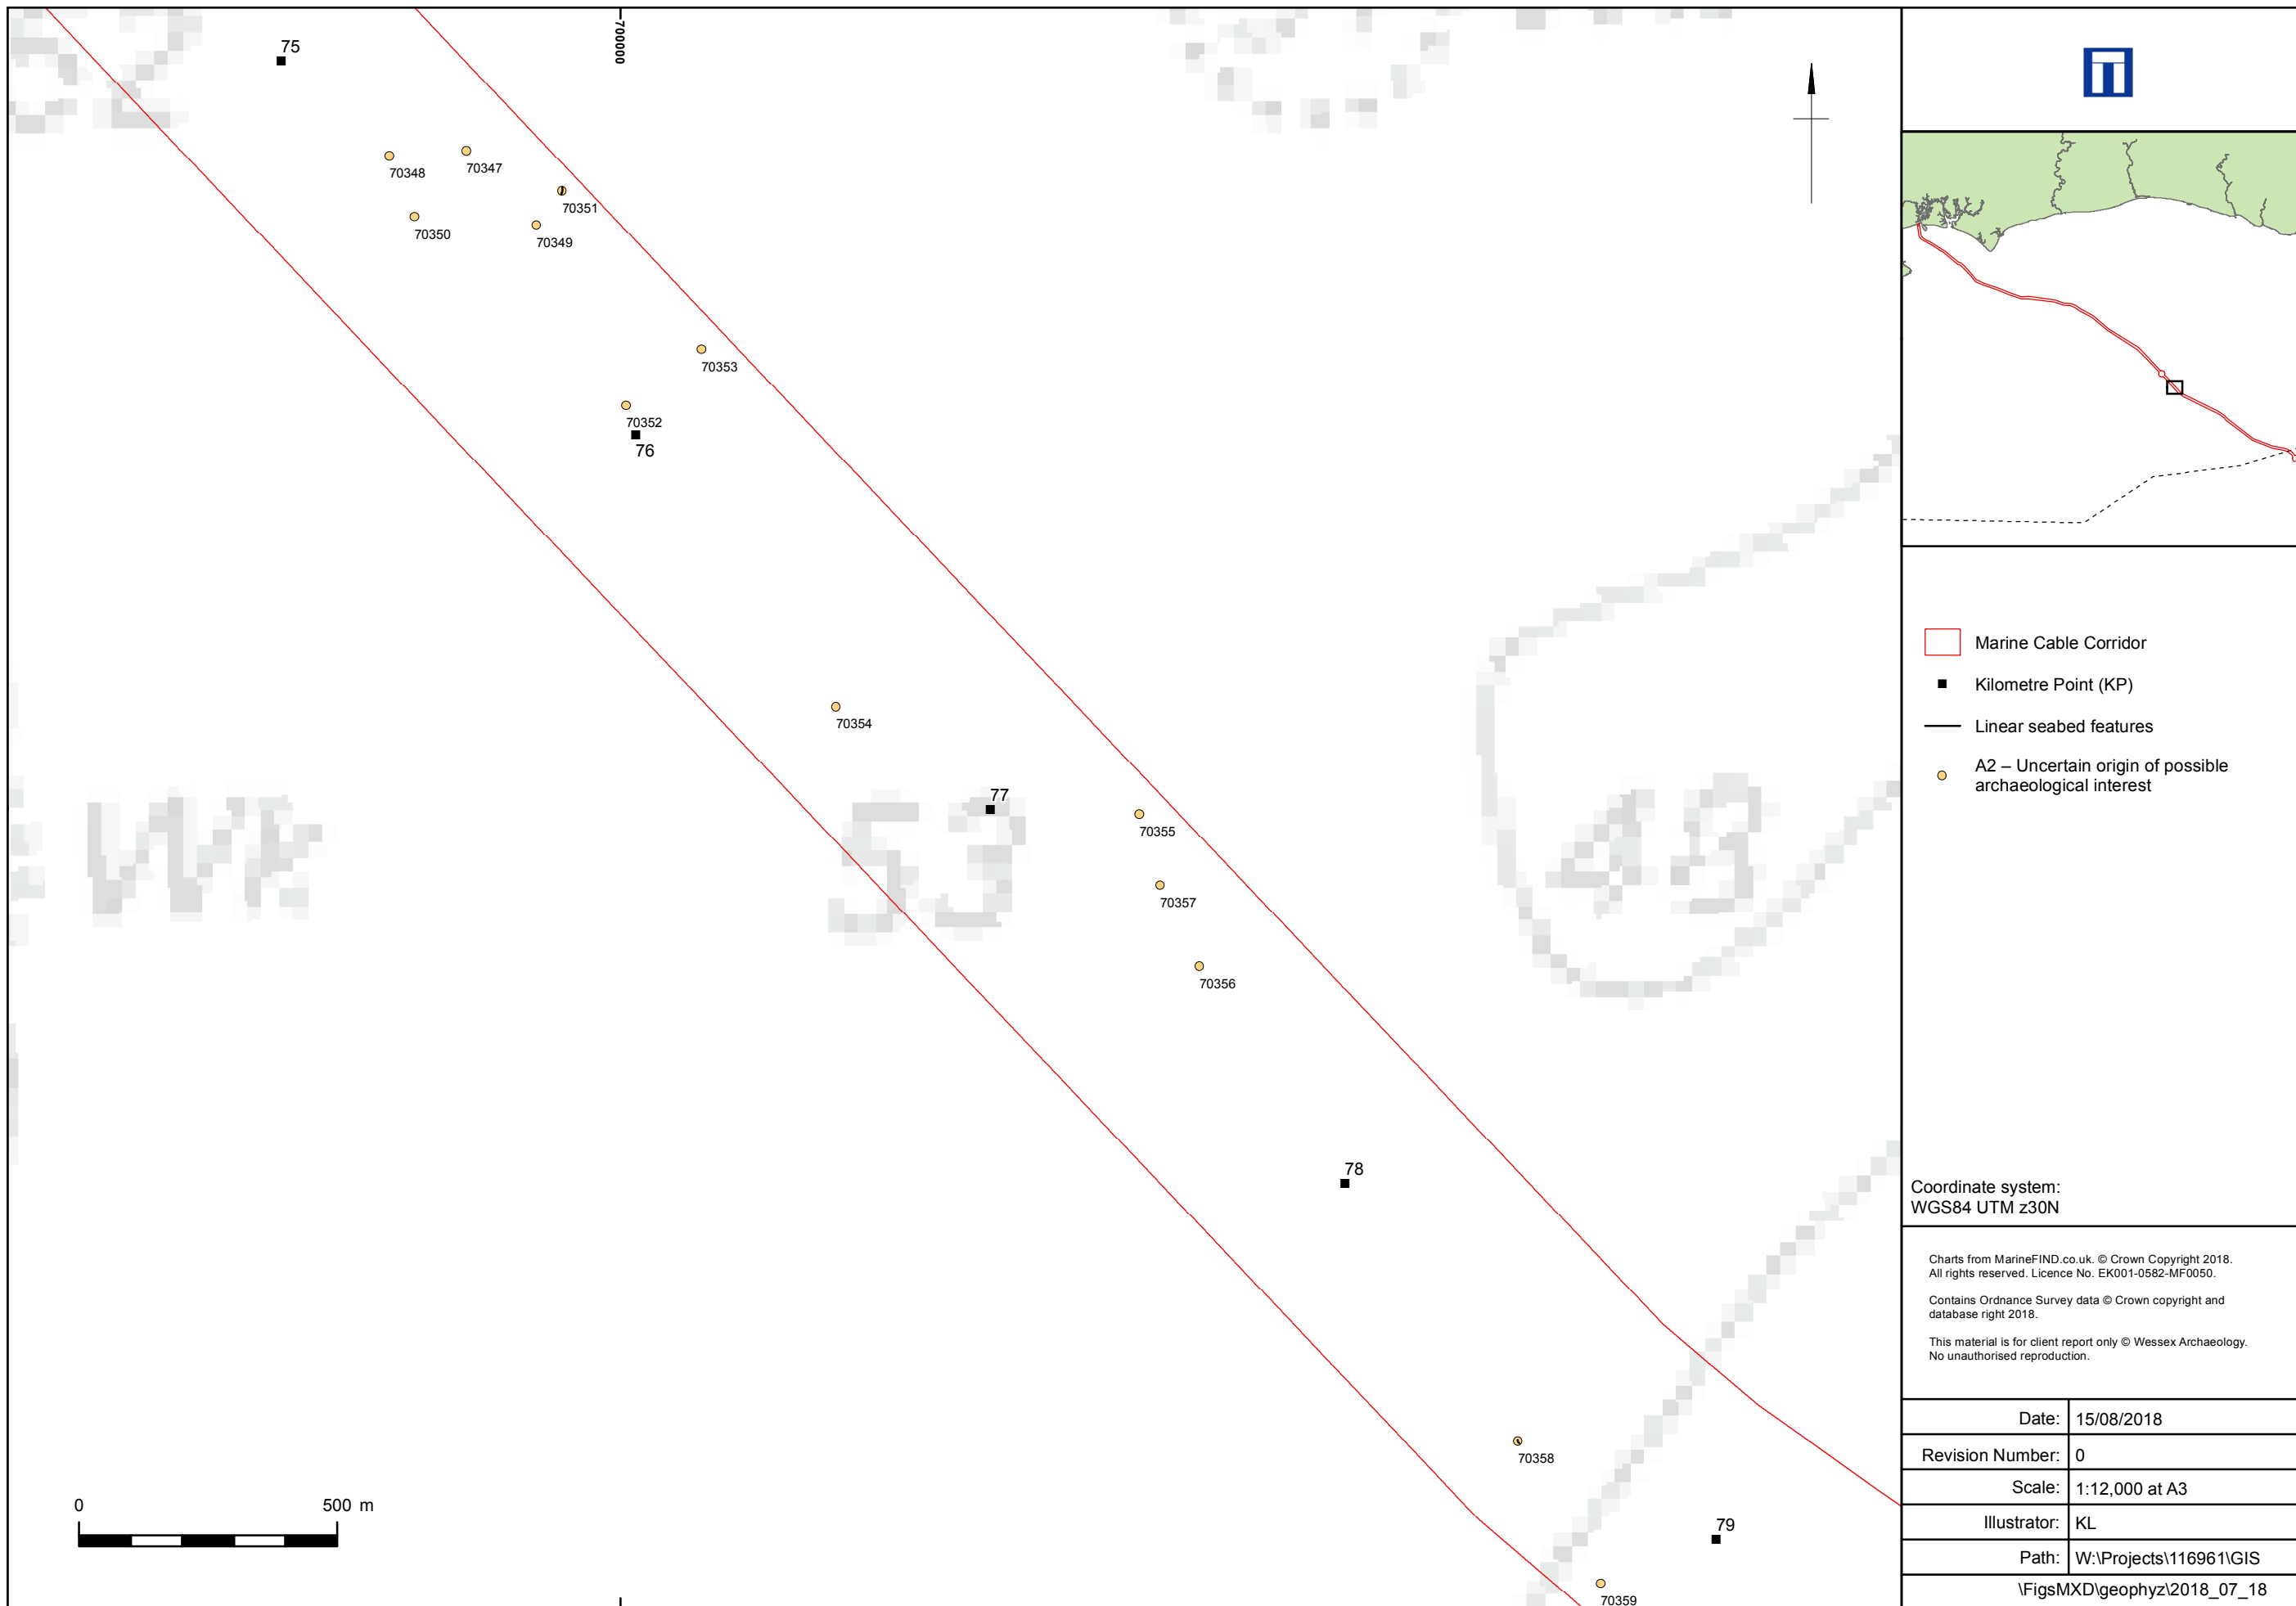 75
700000
70348
70347
70351
70350
70349
70353
70352
76
70354
77
53
43
70355
70357
70356
78
70358
79
70359
0 500 m
Marine Cable Corridor
Kilometre Point (KP)
Linear seabed features
A2 – Uncertain origin of possible
archaeological interest
Coordinate system:
WGS84 UTM z30N
Charts from MarineFIND.co.uk. © Crown Copyright 2018.
All rights reserved. Licence No. EK001-0582-MF0050.
Contains Ordnance Survey data © Crown copyright and
database right 2018.
This material is for client report only © Wessex Archaeology.
No unauthorised reproduction.
Date: 15/08/2018
Revision Number: 0
Scale: 1:12,000 at A3
Illustrator: KL
Path: W:\Projects\116961\GIS
\FigsMXD\geophyz\2018_07_18